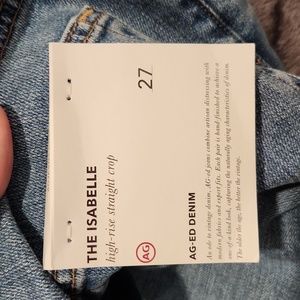 THE ISABELLE
high-rise straight crop
27
AG
AG-ED DENIM
An ode to vintage denim, AG-ed jeans combine artisan distressing with
modern fabrics and expert fits. Each pair is hand-finished to achieve a
one-of-a-kind look, capturing the naturally aging characteristics of denim.
The older the age, the better the vintage.